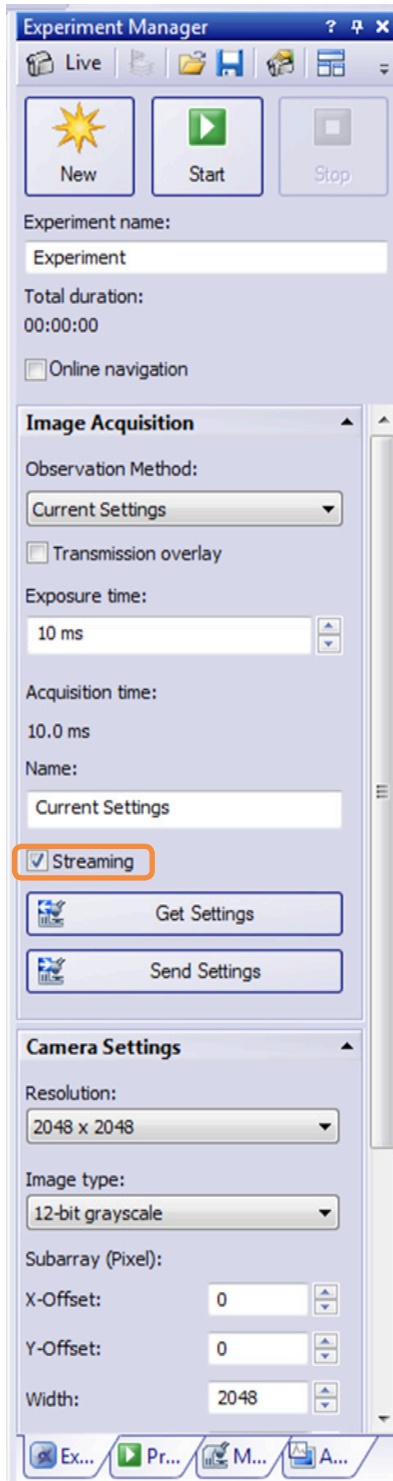 Experiment Manager
Live
New Start Stop
Experiment name:
Experiment
Total duration:
00:00:00
Online navigation
Image Acquisition
Observation Method:
Current Settings
Transmission overlay
Exposure time:
10 ms
Acquisition time:
10.0 ms
Name:
Current Settings
Streaming
Get Settings
Send Settings
Camera Settings
Resolution:
2048 x 2048
Image type:
12-bit grayscale
Subarray (Pixel):
X-Offset: 0
Y-Offset: 0
Width: 2048
Ex... Pr... M... A...